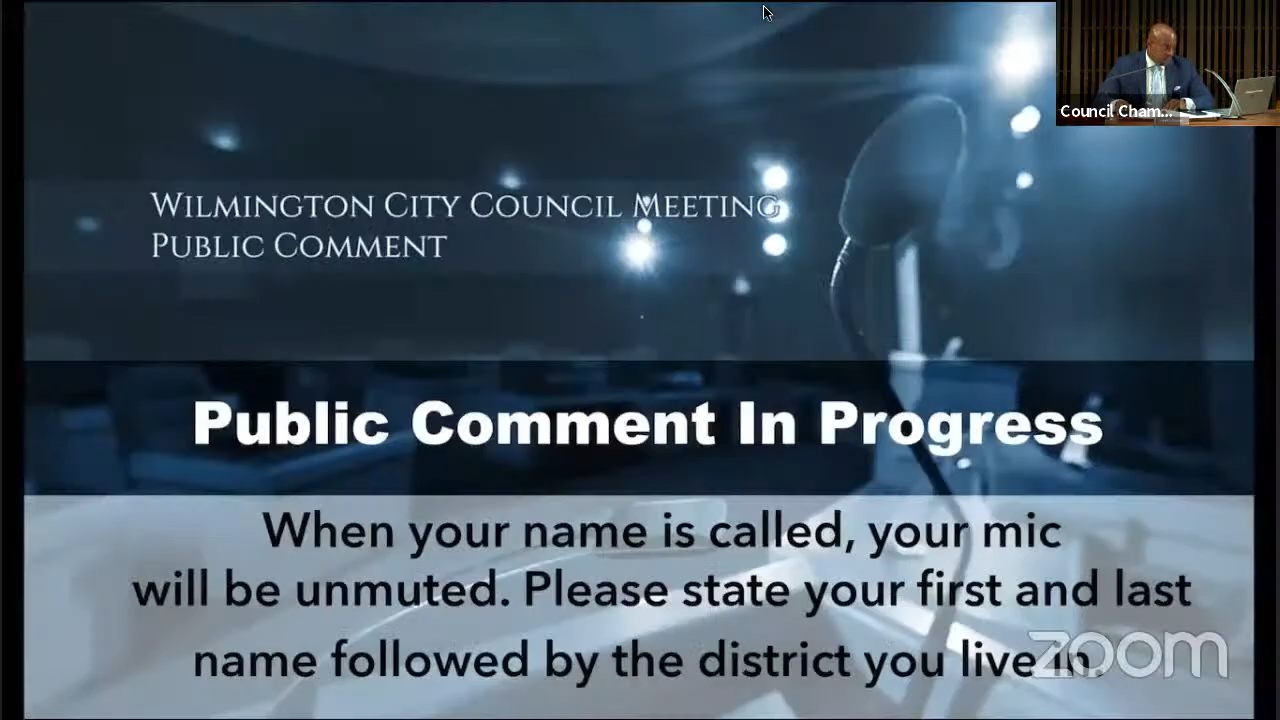 Council Cham...
Wilmington City Council Meeting
Public Comment
Public Comment In Progress
When your name is called, your mic
will be unmuted. Please state your first and last
name followed by the district you live in.
zoom